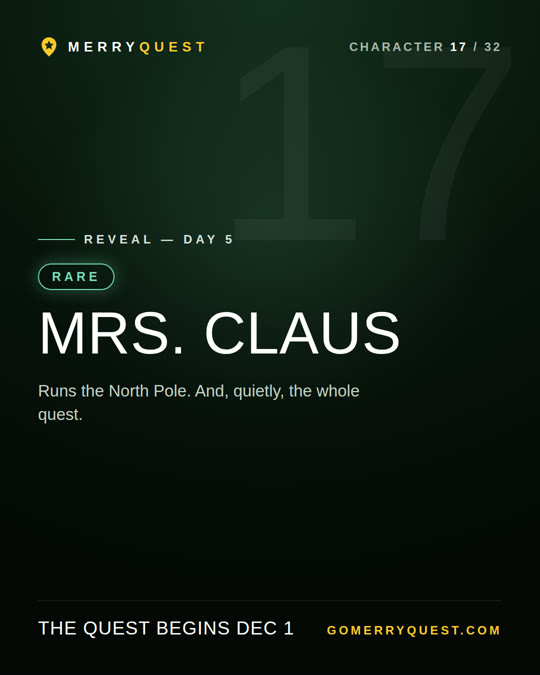 MERRYQUEST
CHARACTER 17 / 32
17
REVEAL — DAY 5
RARE
MRS. CLAUS
Runs the North Pole. And, quietly, the whole
quest.
THE QUEST BEGINS DEC 1
GOMERRYQUEST.COM